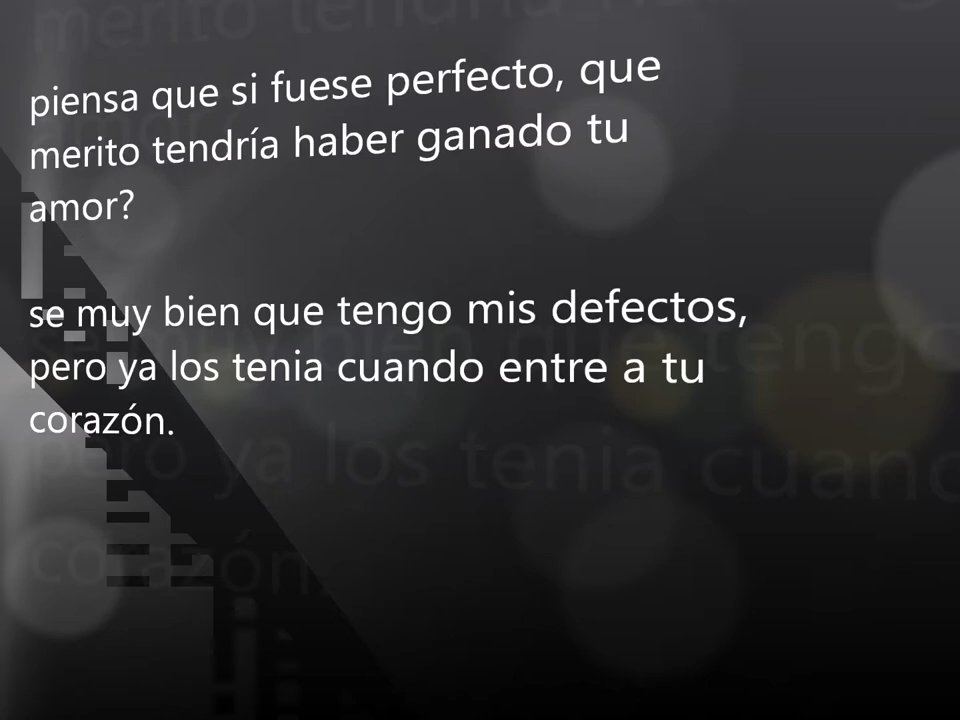 piensa que si fuese perfecto, que
merito tendría haber ganado tu
amor?
se muy bien que tengo mis defectos,
pero ya los tenia cuando entre a tu
corazón.